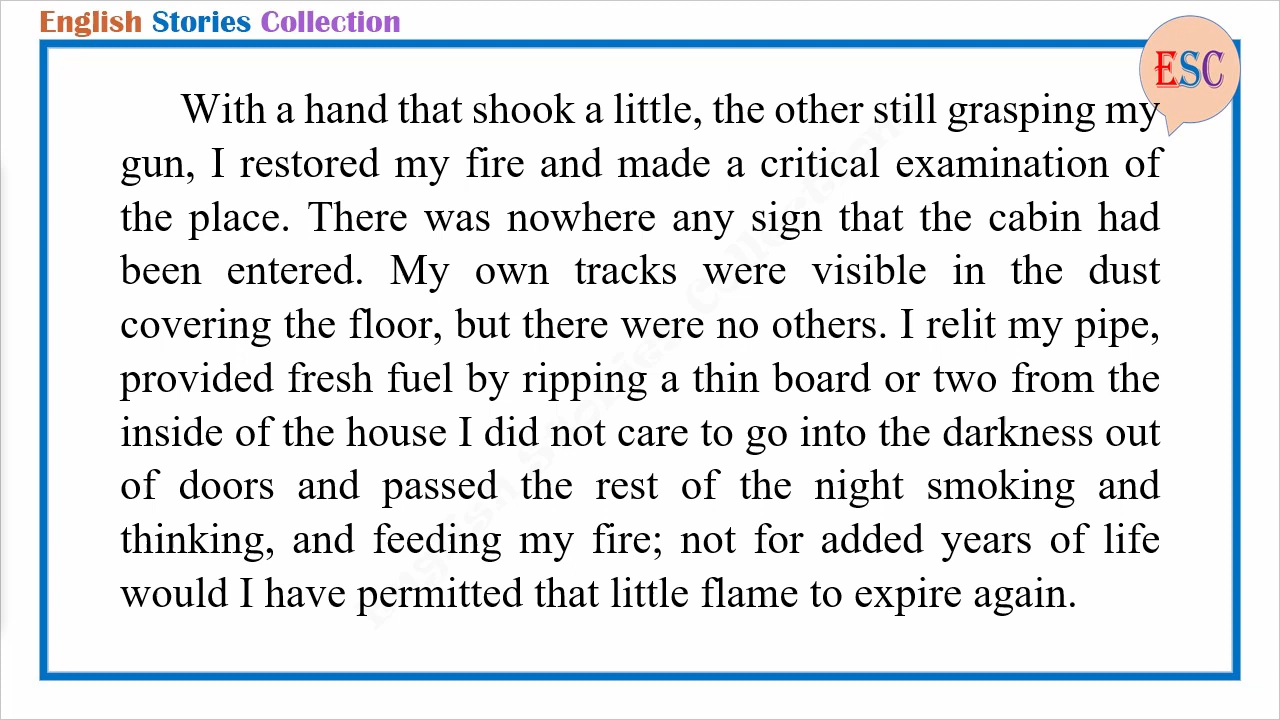 English Stories Collection
ESC
With a hand that shook a little, the other still grasping my
gun, I restored my fire and made a critical examination of
the place. There was nowhere any sign that the cabin had
been entered. My own tracks were visible in the dust
covering the floor, but there were no others. I relit my pipe,
provided fresh fuel by ripping a thin board or two from the
inside of the house I did not care to go into the darkness out
of doors and passed the rest of the night smoking and
thinking, and feeding my fire; not for added years of life
would I have permitted that little flame to expire again.
English Stories Collection